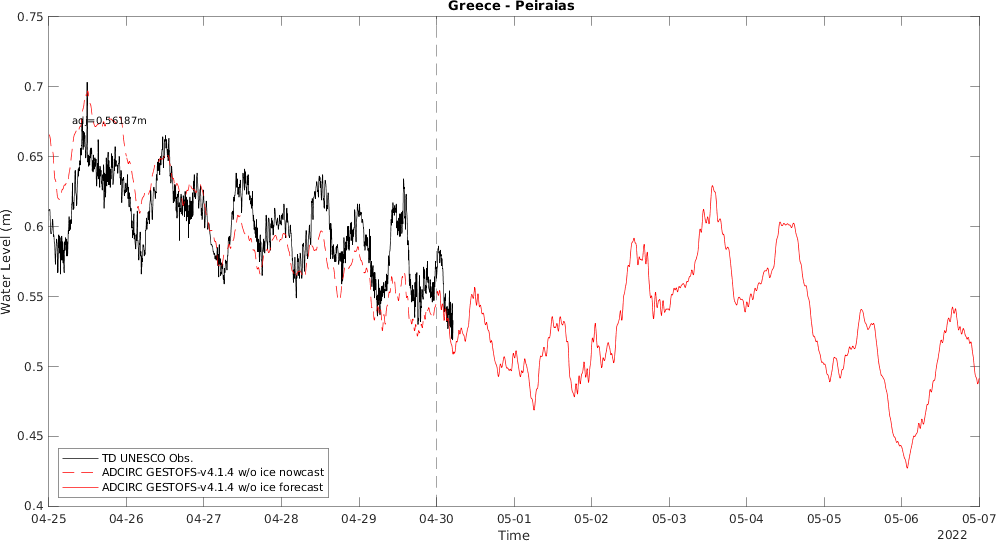 Greece - Peiraias
0.75
0.7
0.65
0.6
0.55
0.5
0.45
0.4
Water Level (m)
ad = 0.56187m
TD UNESCO Obs.
ADCIRC GESTOFS-v4.1.4 w/o ice nowcast
ADCIRC GESTOFS-v4.1.4 w/o ice forecast
04-25 04-26 04-27 04-28 04-29 04-30 05-01 05-02 05-03 05-04 05-05 05-06 05-07
Time
2022